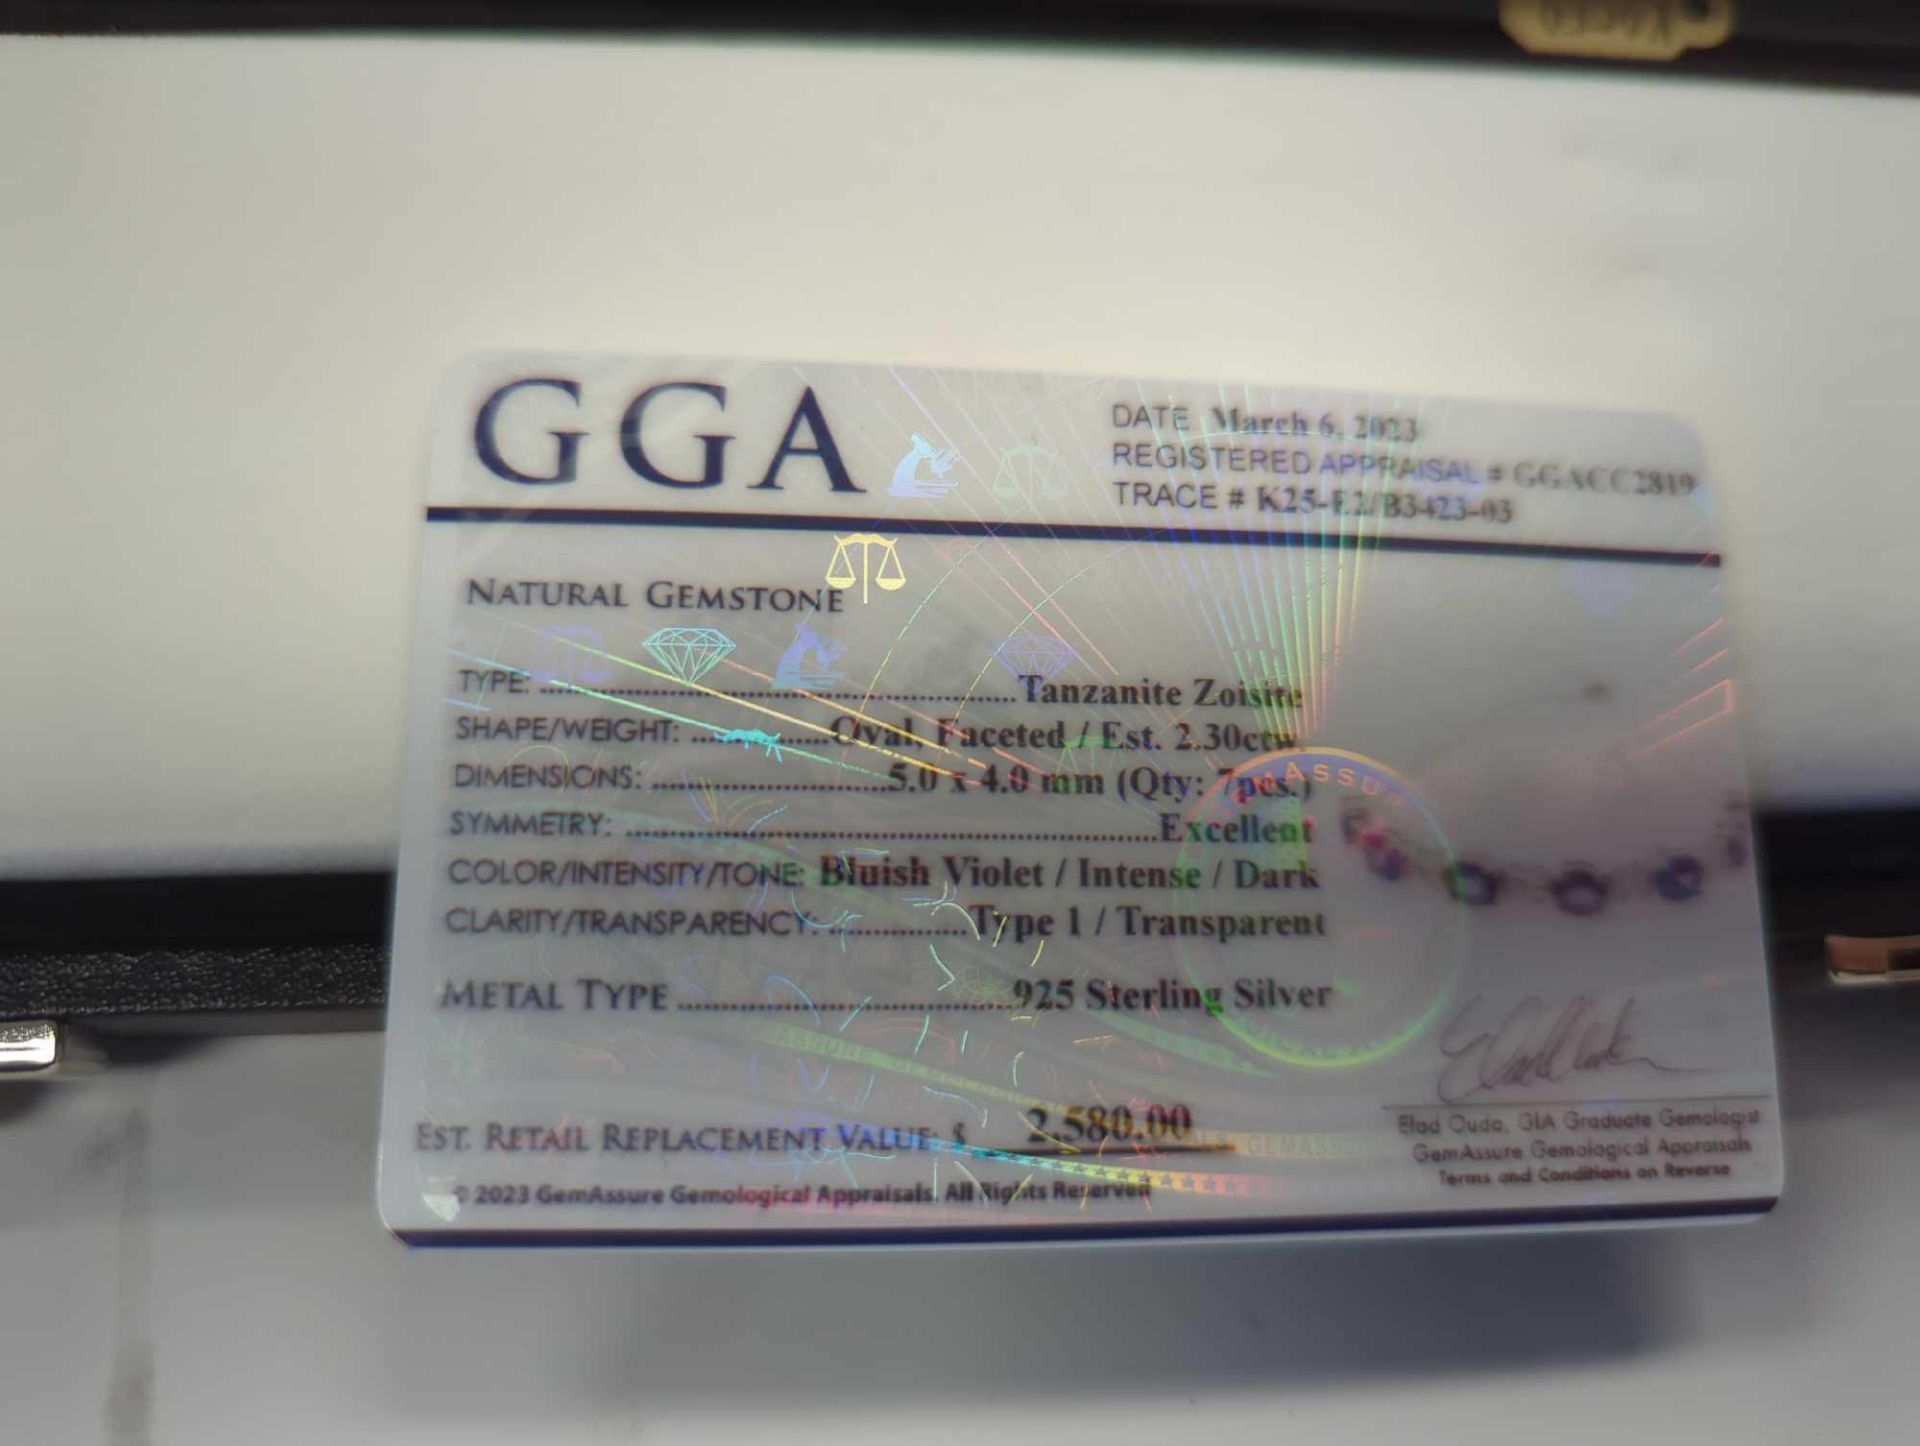 GGA
DATE March 6, 2023
REGISTERED APPRAISAL # GGACC2819
TRACE # K25-E2/B3423-03
NATURAL GEMSTONE
TYPE: Tanzanite Zoisite
SHAPE/WEIGHT: Oval, Faceted / Est. 2.30ctw.
DIMENSIONS: 5.0 x 4.0 mm (Qty: 7pcs.)
SYMMETRY: Excellent
COLOR/INTENSITY/TONE: Bluish Violet / Intense / Dark
CLARITY/TRANSPARENCY: Type 1 / Transparent
METAL TYPE 925 Sterling Silver
EST. RETAIL REPLACEMENT VALUE: $ 2,580.00
© 2023 GemAssure Gemological Appraisals. All Rights Reserved
Elad Ouda, GIA Graduate Gemologist
GemAssure Gemological Appraisals
Terms and Conditions on Reverse